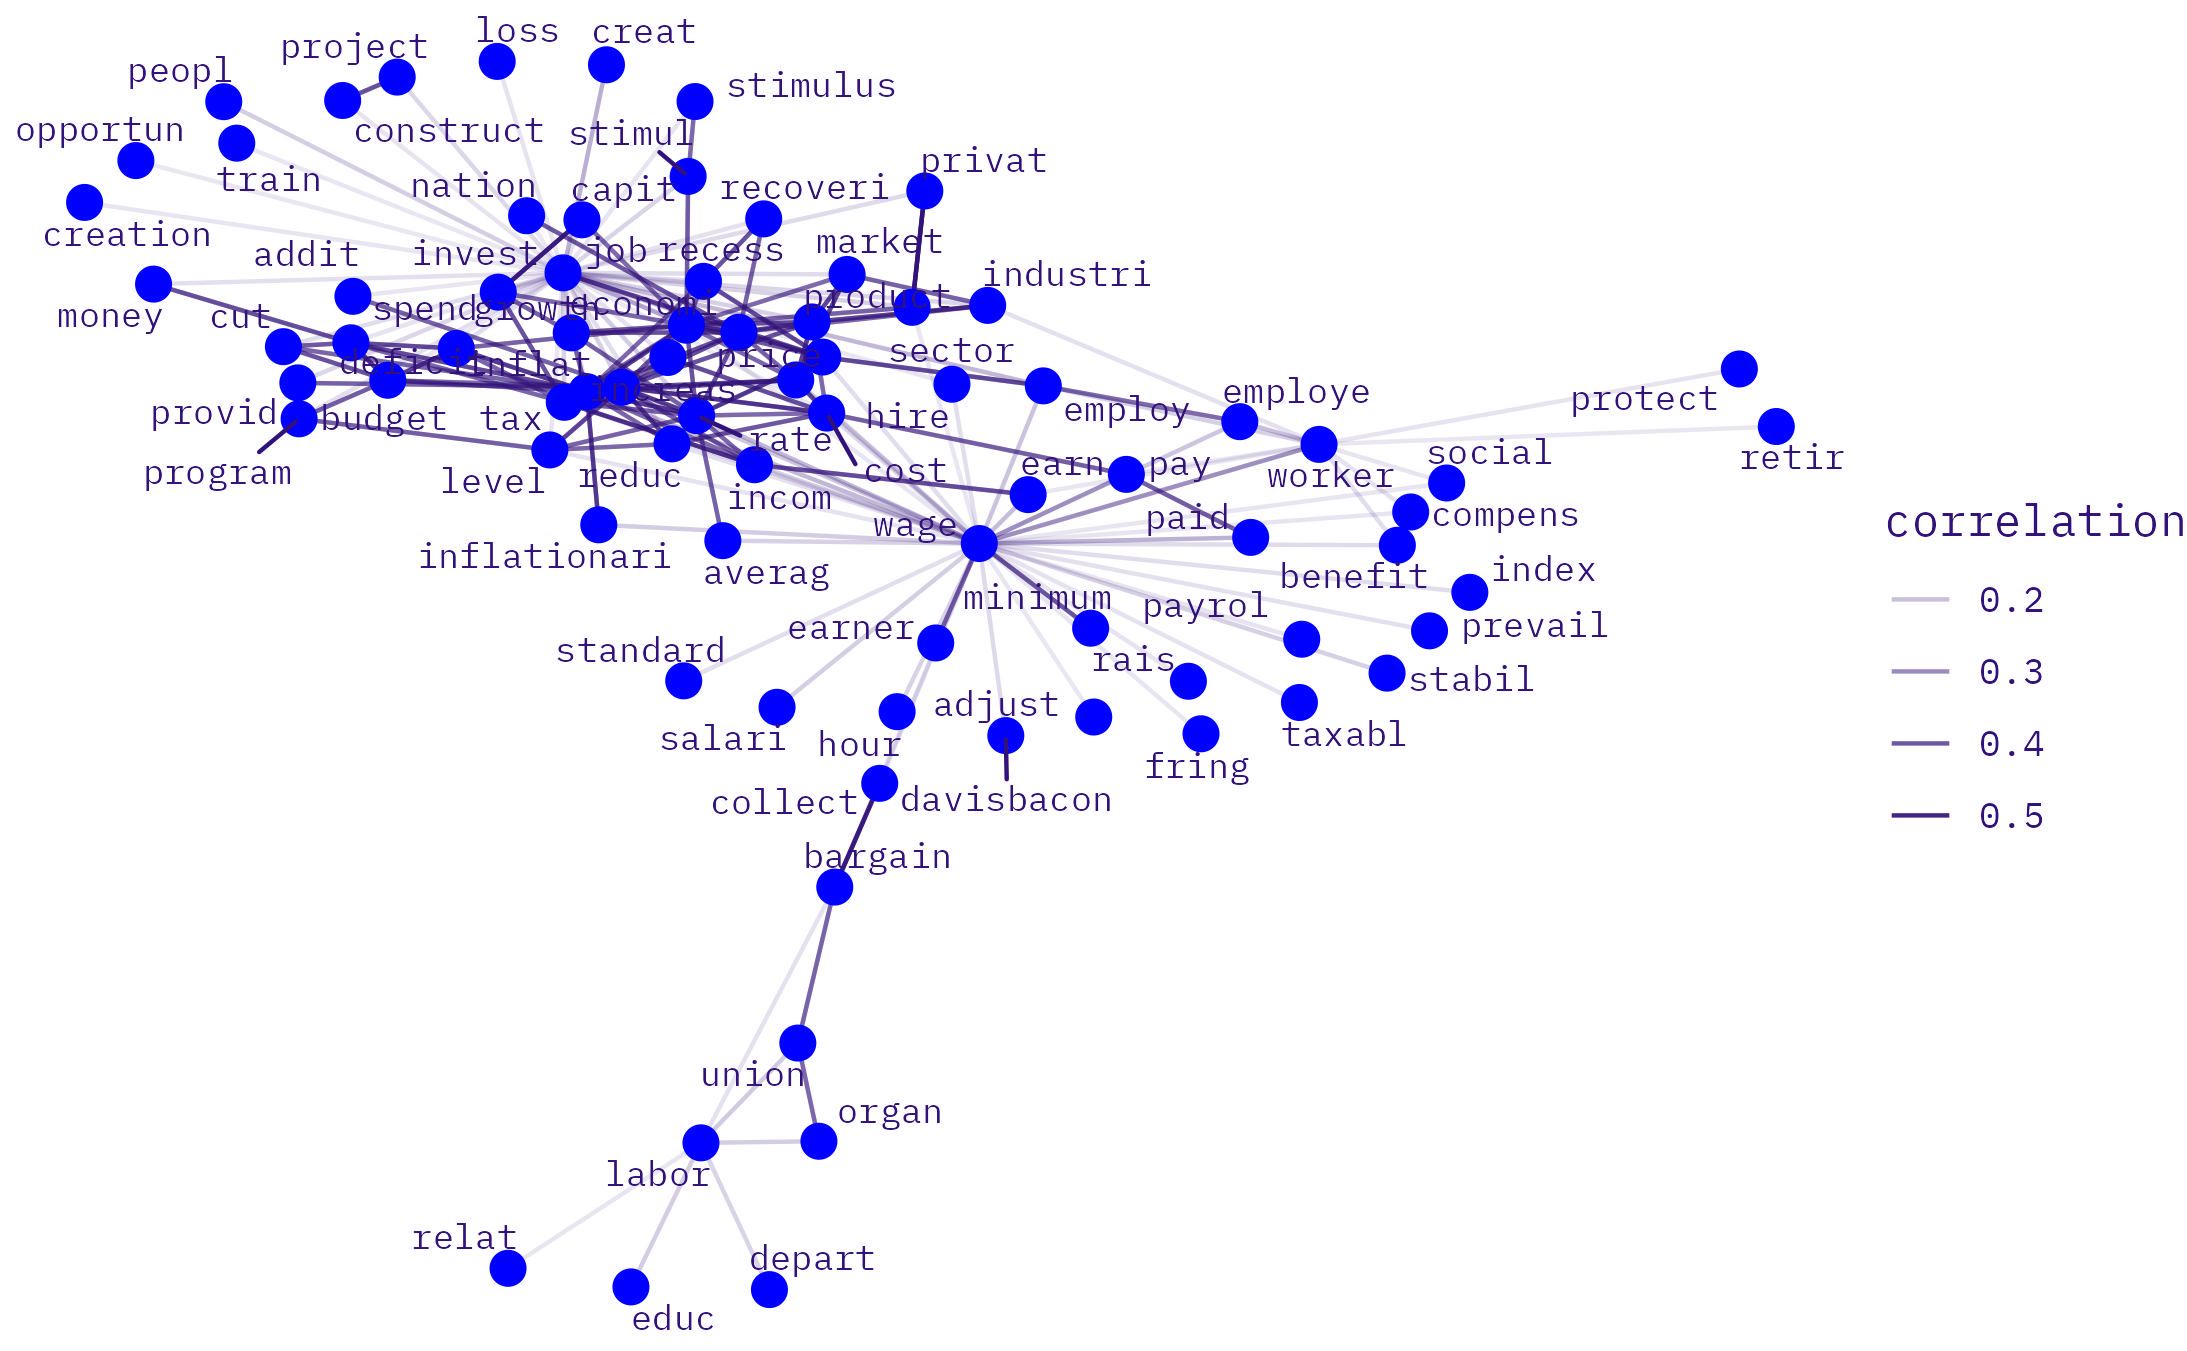 loss
creat
project
peopl
stimulus
opportun
construct
stimul
train
nation
capit
recoveri
privat
creation
addit
invest
job
recess
market
industri
money
cut
spend
growth
economi
product
deficit
inflat
price
sector
provid
budget
tax
increas
hire
employ
employe
protect
program
level
reduc
rate
cost
earn
pay
worker
social
retir
incom
wage
paid
compens
correlation
inflationari
averag
benefit
index
minimum
payrol
0.2
earner
prevail
standard
rais
stabil
0.3
salari
hour
adjust
taxabl
0.4
fring
collect
davisbacon
0.5
bargain
union
organ
labor
relat
depart
educ